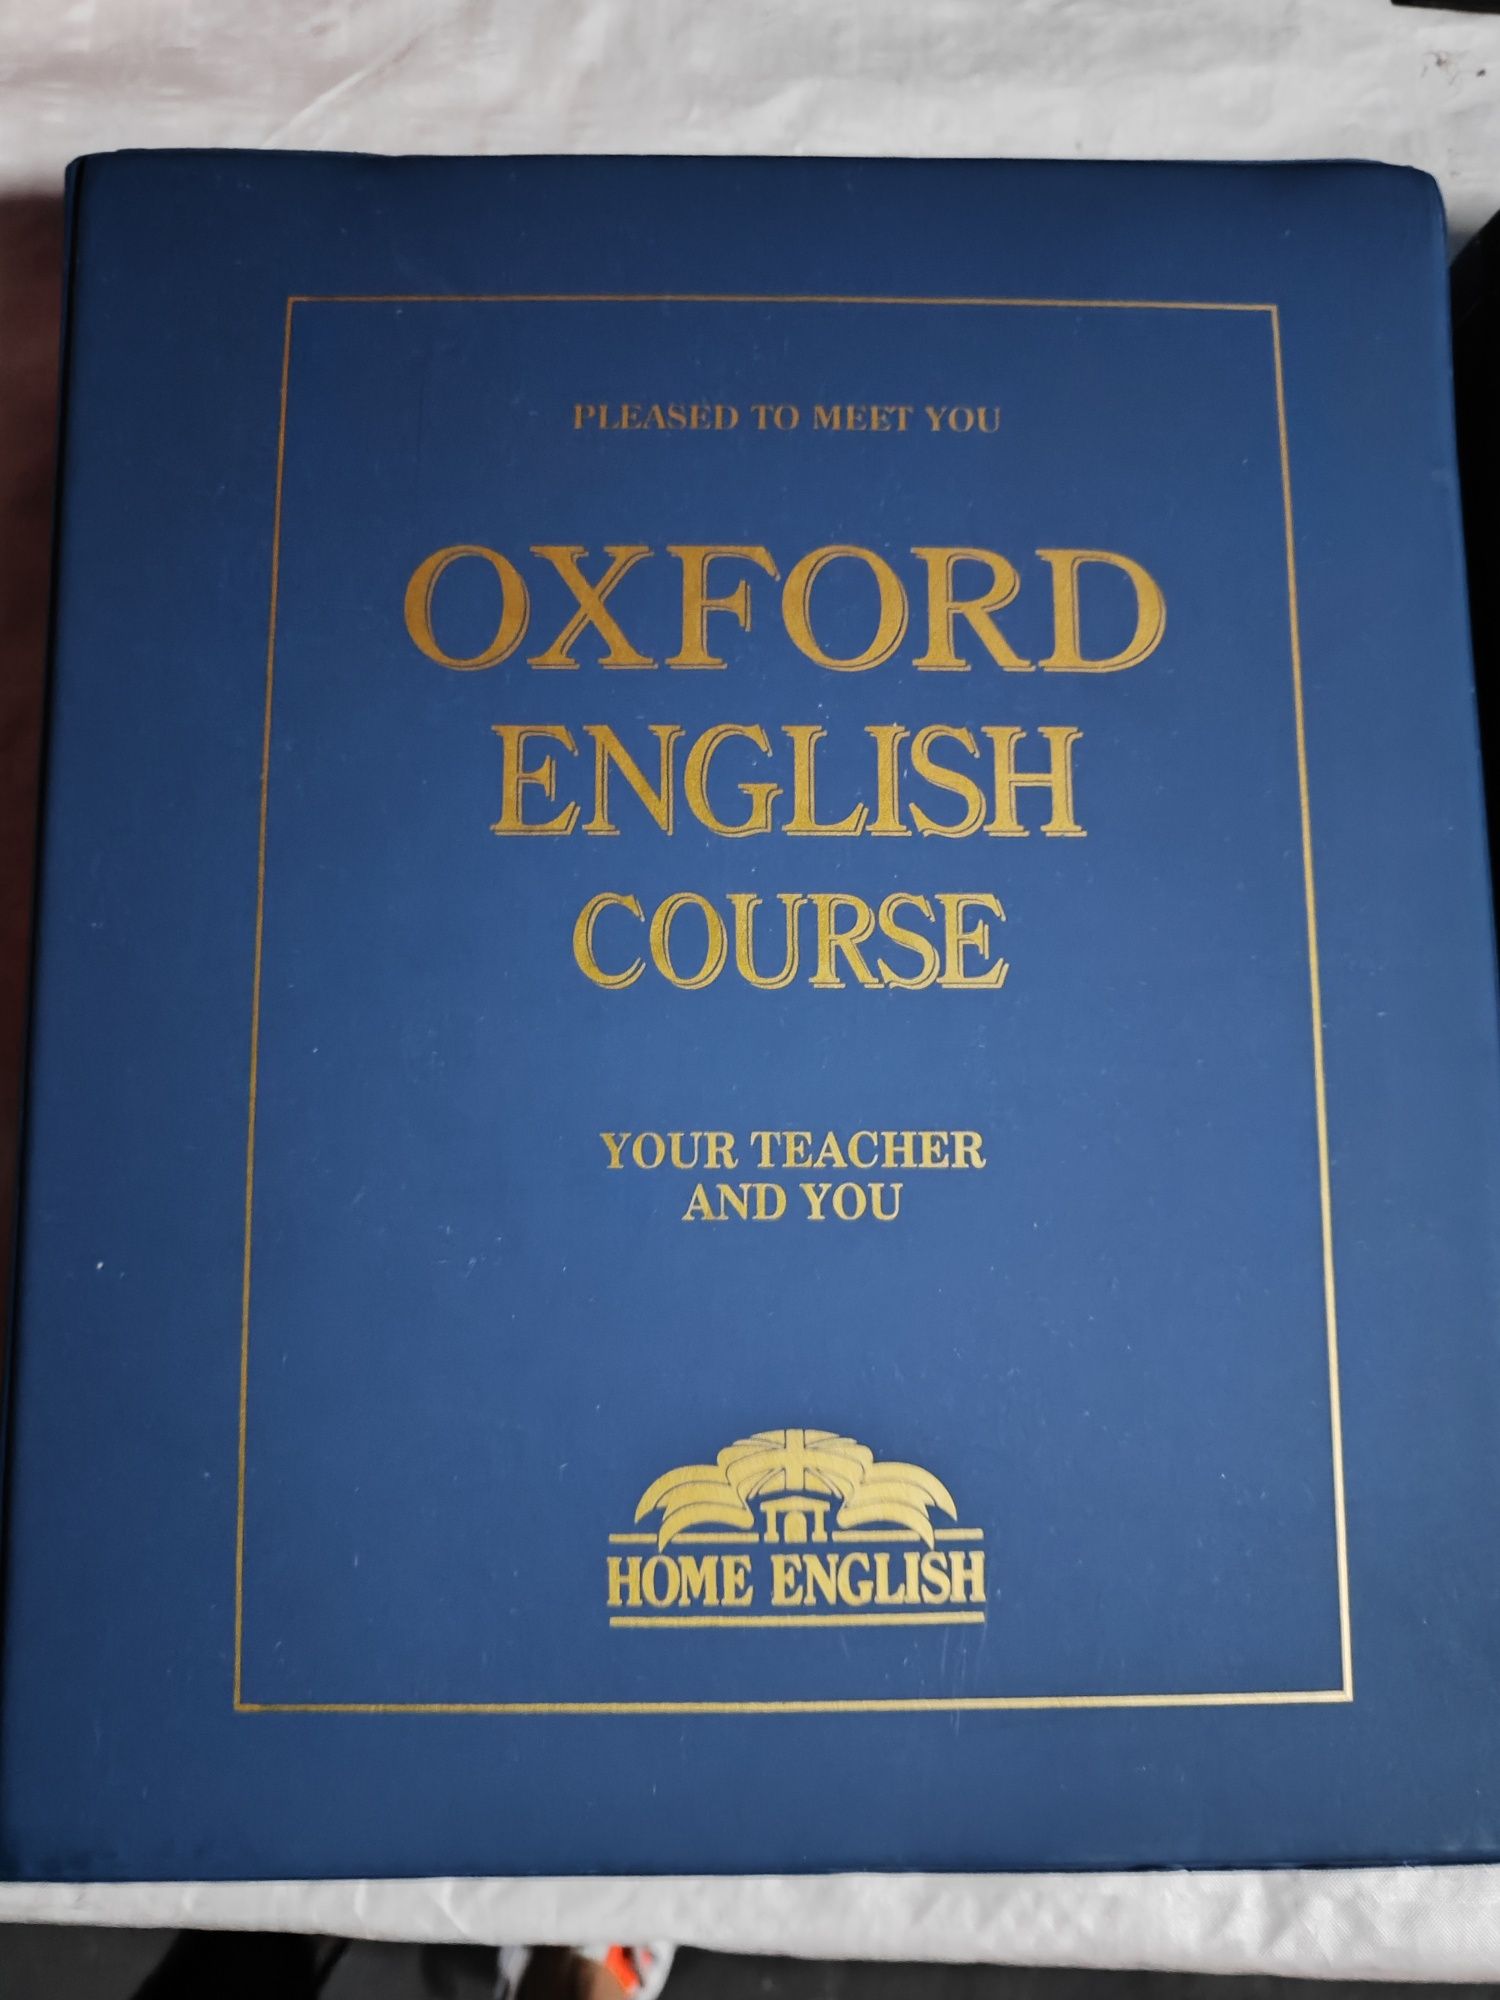 PLEASED TO MEET YOU
OXFORD
ENGLISH
COURSE
YOUR TEACHER
AND YOU
HOME ENGLISH